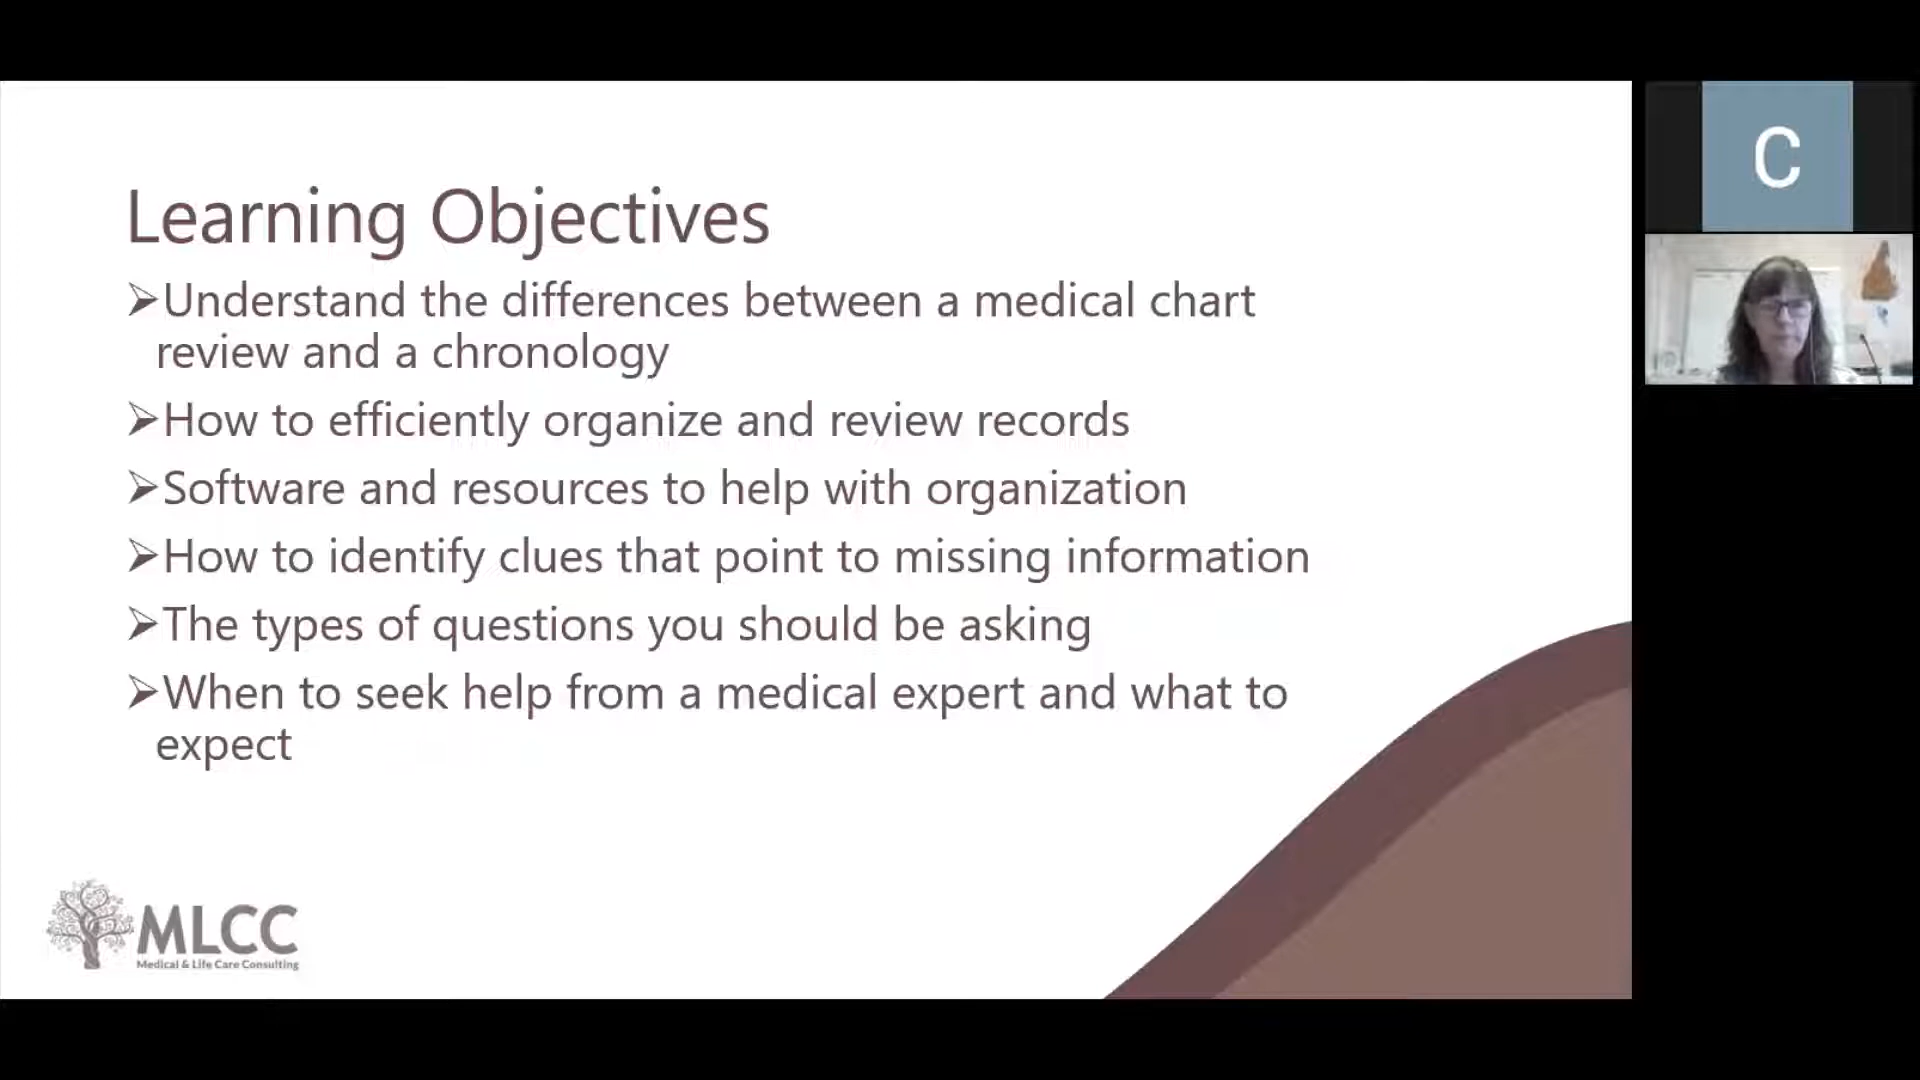 Learning Objectives
➢Understand the differences between a medical chart
review and a chronology
➢How to efficiently organize and review records
➢Software and resources to help with organization
➢How to identify clues that point to missing information
➢The types of questions you should be asking
➢When to seek help from a medical expert and what to
expect
MLCC
Medical & Life Care Consulting
C